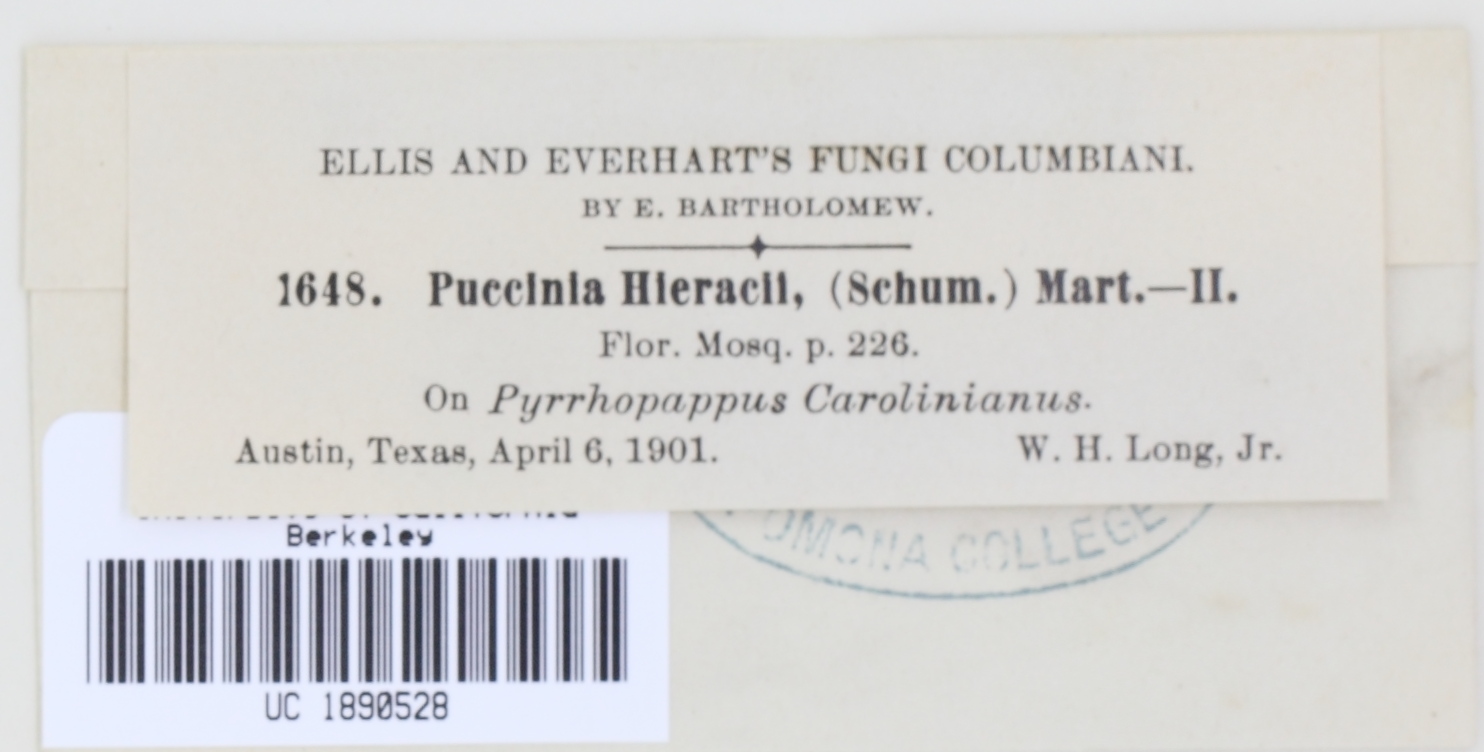 ELLIS AND EVERHART'S FUNGI COLUMBIANI.
BY E. BARTHOLOMEW.
1648. Puccinia Hieracii, (Schum.) Mart.—II.
Flor. Mosq. p. 226.
On Pyrrhopappus Carolinianus.
Austin, Texas, April 6, 1901. W. H. Long, Jr.
Berkeley
UC 1890528
OMONA COLLEGE